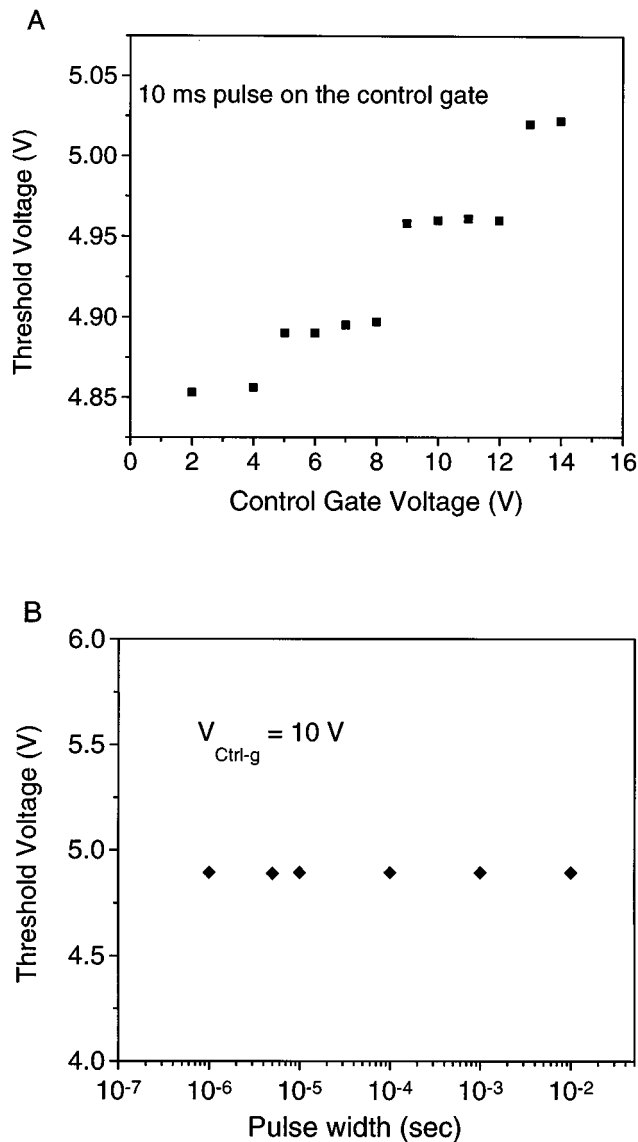 A
10 ms pulse on the control gate
Threshold Voltage (V)
5.05
5.00
4.95
4.90
4.85
0 2 4 6 8 10 12 14 16
Control Gate Voltage (V)
B
V_Ctrl-g = 10 V
Threshold Voltage (V)
6.0
5.5
5.0
4.5
4.0
10^-7 10^-6 10^-5 10^-4 10^-3 10^-2
Pulse width (sec)